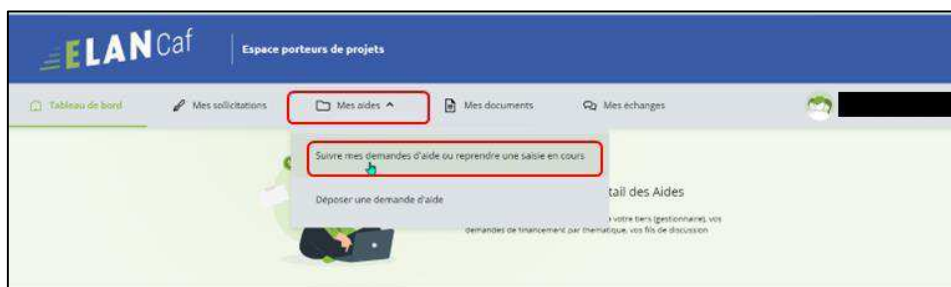 ELAN Caf
Espace porteurs de projets
Tableau de bord
Mes sollicitations
Mes aides
Mes documents
Mes échanges
Suivre mes demandes d'aide ou reprendre une saisie en cours
Déposer une demande d'aide
tail des Aides
votre tiers (gestionnaire), vos
demandes de financement par thématique, vos fils de discussion